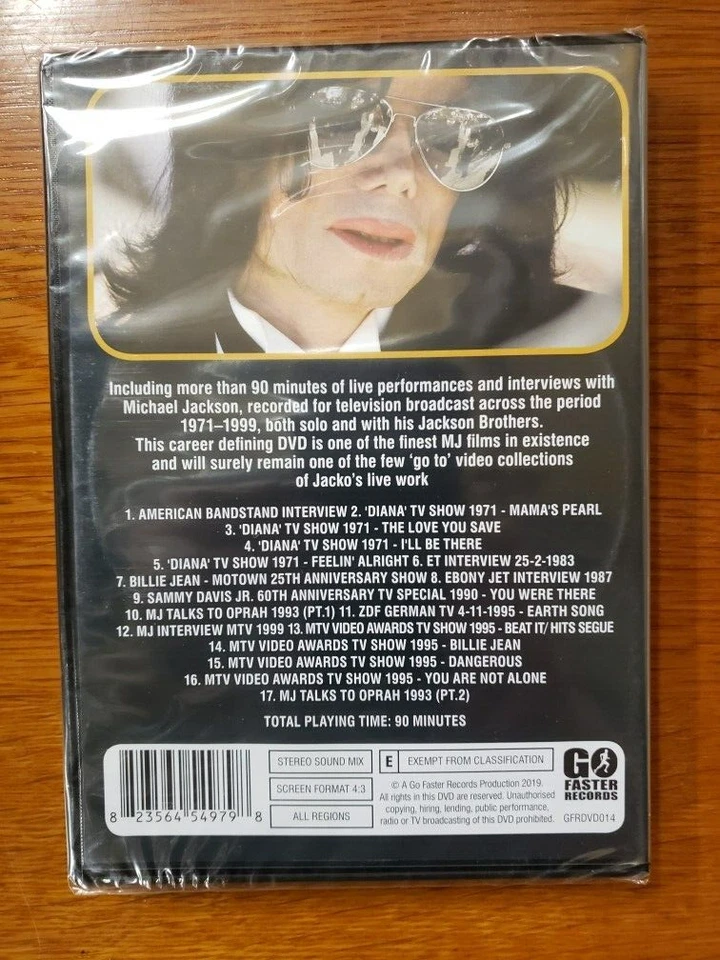 Including more than 90 minutes of live performances and interviews with
Michael Jackson, recorded for television broadcast across the period
1971–1999, both solo and with his Jackson Brothers.
This career defining DVD is one of the finest MJ films in existence
and will surely remain one of the few 'go to' video collections
of Jacko's live work
1. AMERICAN BANDSTAND INTERVIEW 2. 'DIANA' TV SHOW 1971 - MAMA'S PEARL
3. 'DIANA' TV SHOW 1971 - THE LOVE YOU SAVE
4. 'DIANA' TV SHOW 1971 - I'LL BE THERE
5. 'DIANA' TV SHOW 1971 - FEELIN' ALRIGHT 6. ET INTERVIEW 25-2-1983
7. BILLIE JEAN - MOTOWN 25TH ANNIVERSARY SHOW 8. EBONY JET INTERVIEW 1987
9. SAMMY DAVIS JR. 60TH ANNIVERSARY TV SPECIAL 1990 - YOU WERE THERE
10. MJ TALKS TO OPRAH 1993 (PT.1) 11. ZDF GERMAN TV 4-11-1995 - EARTH SONG
12. MJ INTERVIEW MTV 1999 13. MTV VIDEO AWARDS TV SHOW 1995 - BEAT IT/ HITS SEGUE
14. MTV VIDEO AWARDS TV SHOW 1995 - BILLIE JEAN
15. MTV VIDEO AWARDS TV SHOW 1995 - DANGEROUS
16. MTV VIDEO AWARDS TV SHOW 1995 - YOU ARE NOT ALONE
17. MJ TALKS TO OPRAH 1993 (PT.2)
TOTAL PLAYING TIME: 90 MINUTES
8 23564 54979 8
STEREO SOUND MIX
SCREEN FORMAT 4:3
ALL REGIONS
E EXEMPT FROM CLASSIFICATION
© A Go Faster Records Production 2019.
All rights in this DVD are reserved. Unauthorised
copying, hiring, lending, public performance,
radio or TV broadcasting of this DVD prohibited.
GO
FASTER
RECORDS
GFRDVD014